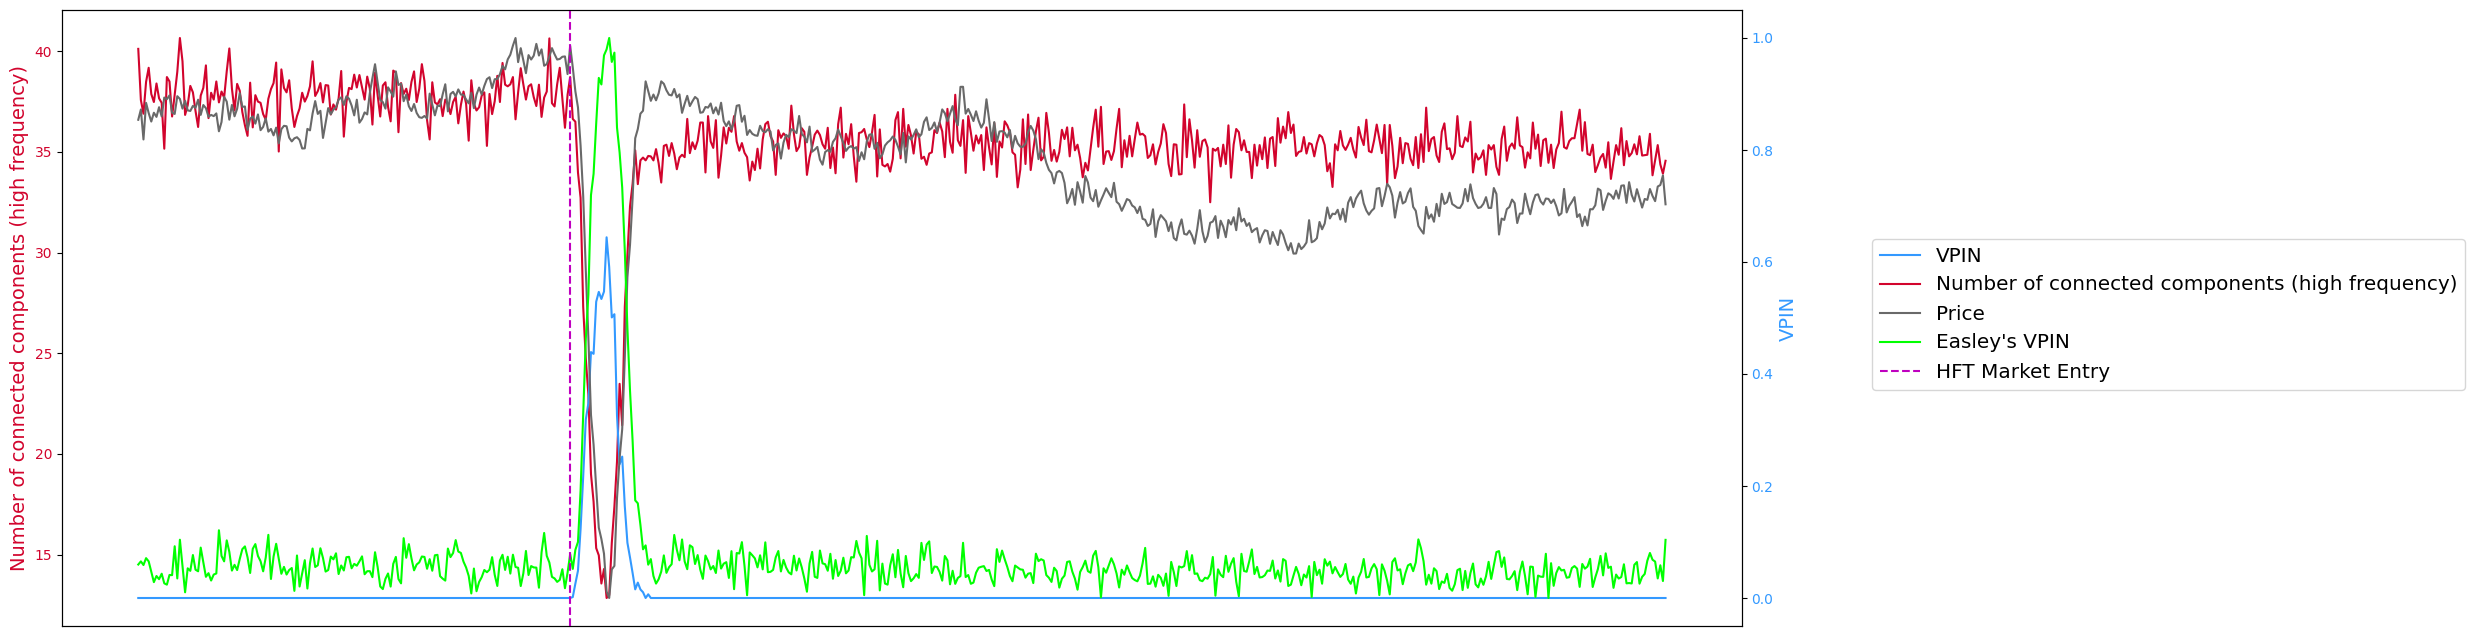 Number of connected components (high frequency)
40
35
30
25
20
15
1.0
0.8
0.6
0.4
0.2
0.0
VPIN
VPIN
Number of connected components (high frequency)
Price
Easley's VPIN
HFT Market Entry